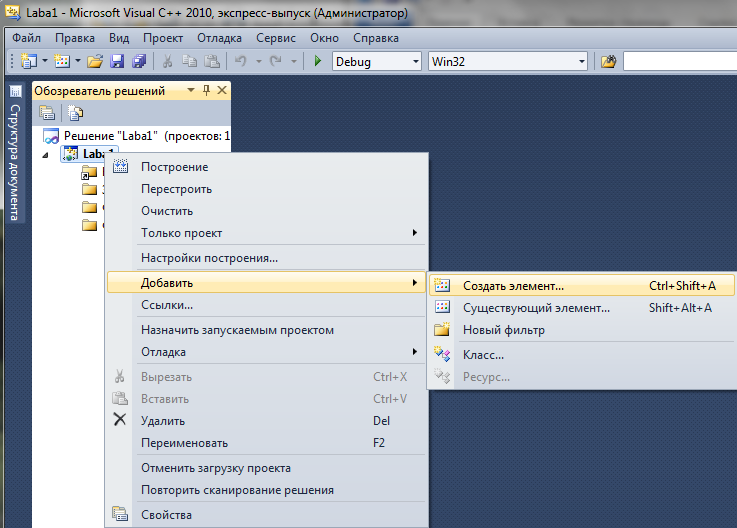 Laba1 - Microsoft Visual C++ 2010, экспресс-выпуск (Администратор)
Файл Правка Вид Проект Отладка Сервис Окно Справка
Debug Win32
Структура документа
Обозреватель решений
Решение "Laba1" (проектов: 1
Laba1
Построение
Перестроить
Очистить
Только проект
Настройки построения...
Добавить
Ссылки...
Назначить запускаемым проектом
Отладка
Вырезать Ctrl+X
Вставить Ctrl+V
Удалить Del
Переименовать F2
Отменить загрузку проекта
Повторить сканирование решения
Свойства
Создать элемент... Ctrl+Shift+A
Существующий элемент... Shift+Alt+A
Новый фильтр
Класс...
Ресурс...